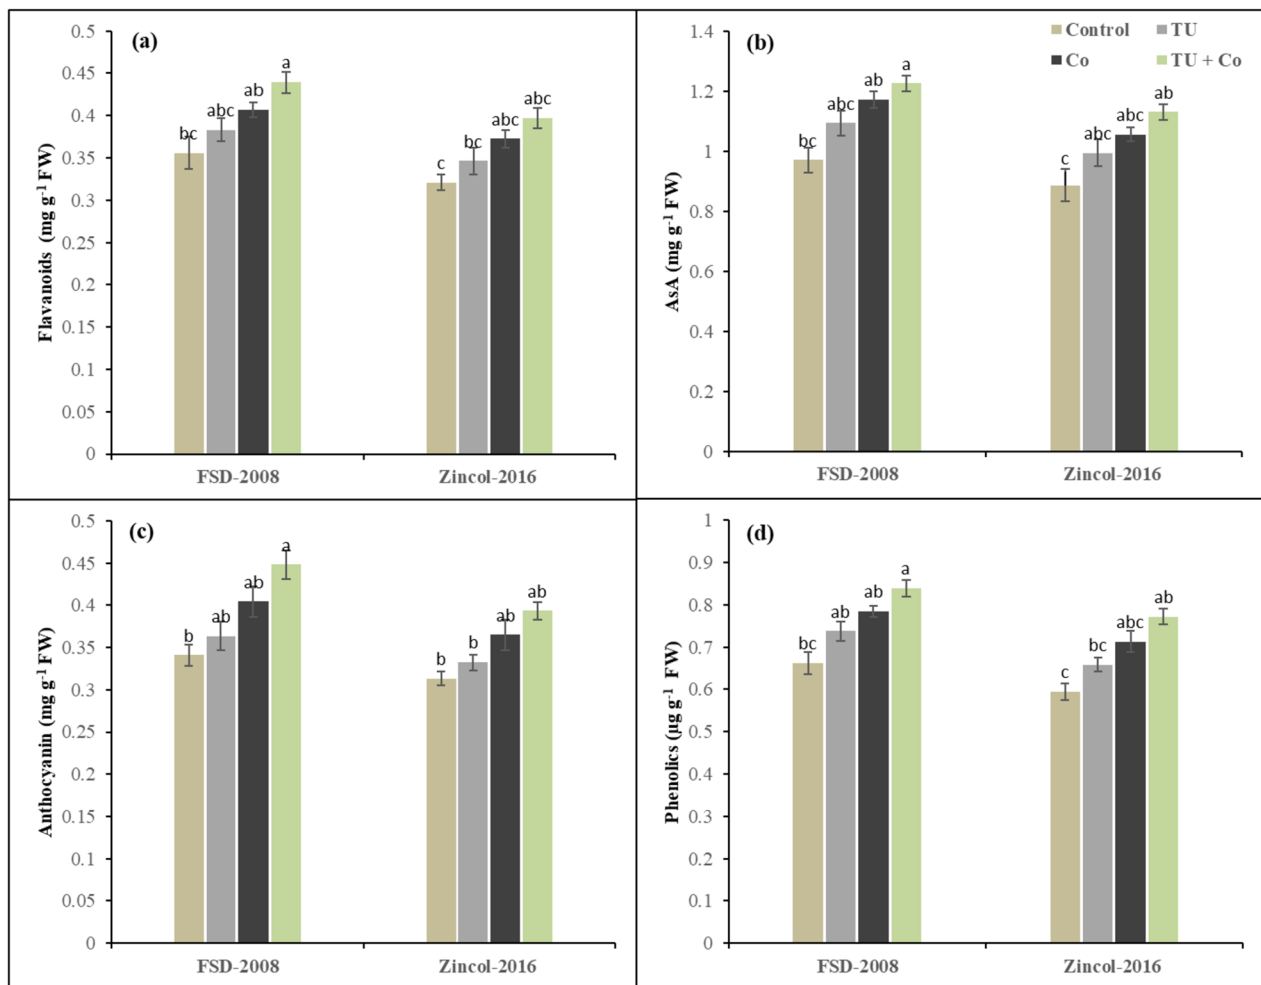 (a)
Flavanoids (mg g-1 FW)
0.5
0.45
0.4
0.35
0.3
0.25
0.2
0.15
0.1
0.05
0
bc
abc
ab
a
c
bc
abc
abc
FSD-2008
Zincol-2016
(b)
Control
TU
Co
TU + Co
AsA (mg g-1 FW)
1.4
1.2
1
0.8
0.6
0.4
0.2
0
bc
abc
ab
a
c
abc
abc
ab
FSD-2008
Zincol-2016
(c)
Anthocyanin (mg g-1 FW)
0.5
0.45
0.4
0.35
0.3
0.25
0.2
0.15
0.1
0.05
0
b
ab
ab
a
b
b
ab
ab
FSD-2008
Zincol-2016
(d)
Phenolics (µg g-1 FW)
1
0.9
0.8
0.7
0.6
0.5
0.4
0.3
0.2
0.1
0
bc
ab
ab
a
c
bc
abc
ab
FSD-2008
Zincol-2016